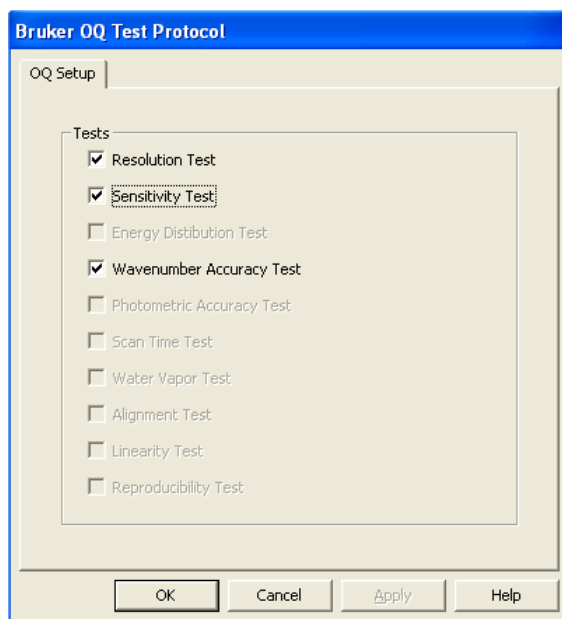 Bruker OQ Test Protocol
OQ Setup
Tests
Resolution Test
Sensitivity Test
Energy Distibution Test
Wavenumber Accuracy Test
Photometric Accuracy Test
Scan Time Test
Water Vapor Test
Alignment Test
Linearity Test
Reproducibility Test
OK Cancel Apply Help